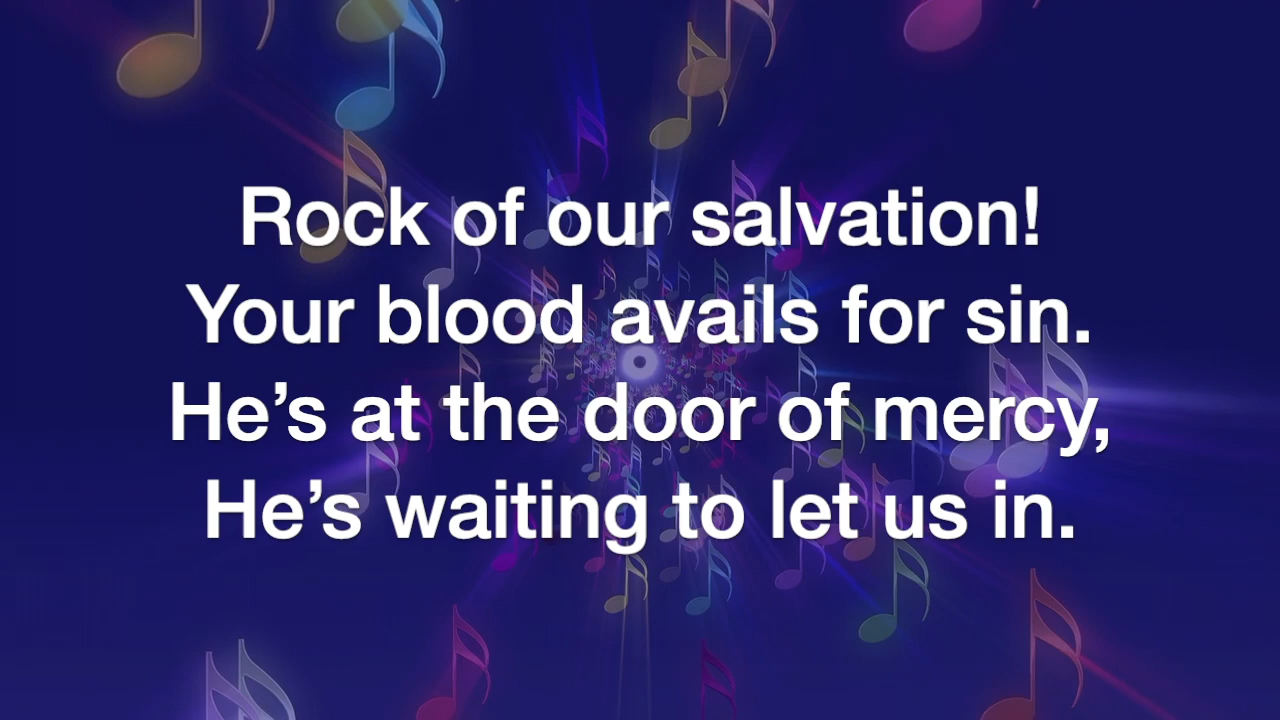 Rock of our salvation!
Your blood avails for sin.
He’s at the door of mercy,
He’s waiting to let us in.